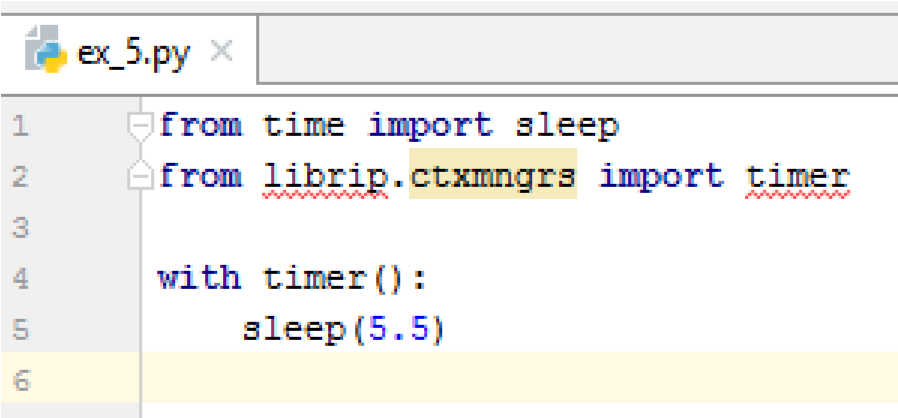 ex_5.py
1 from time import sleep
2 from librip.ctxmngrs import timer
3
4 with timer():
5     sleep(5.5)
6